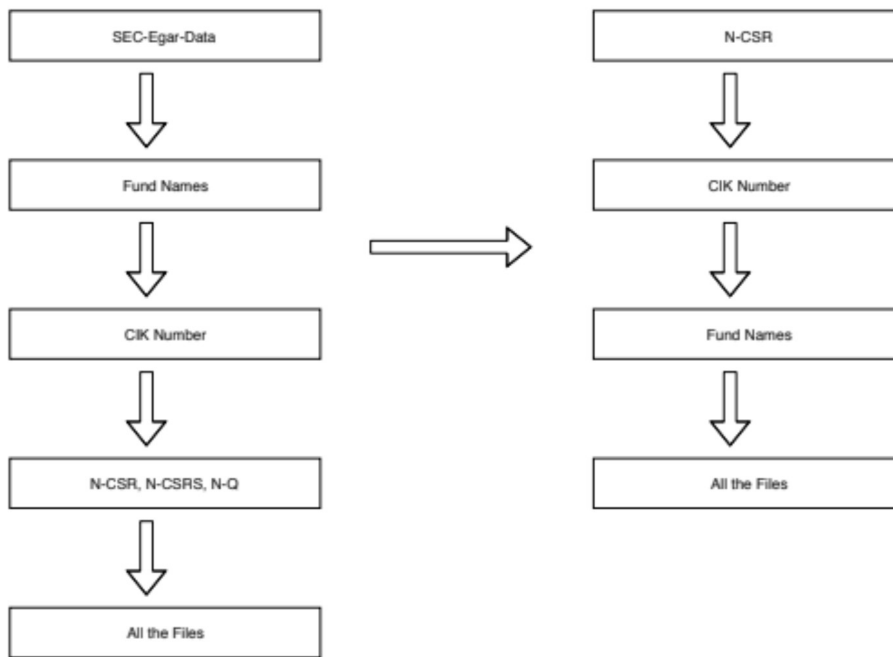 SEC-Egar-Data
Fund Names
CIK Number
N-CSR, N-CSRS, N-Q
All the Files
N-CSR
CIK Number
Fund Names
All the Files